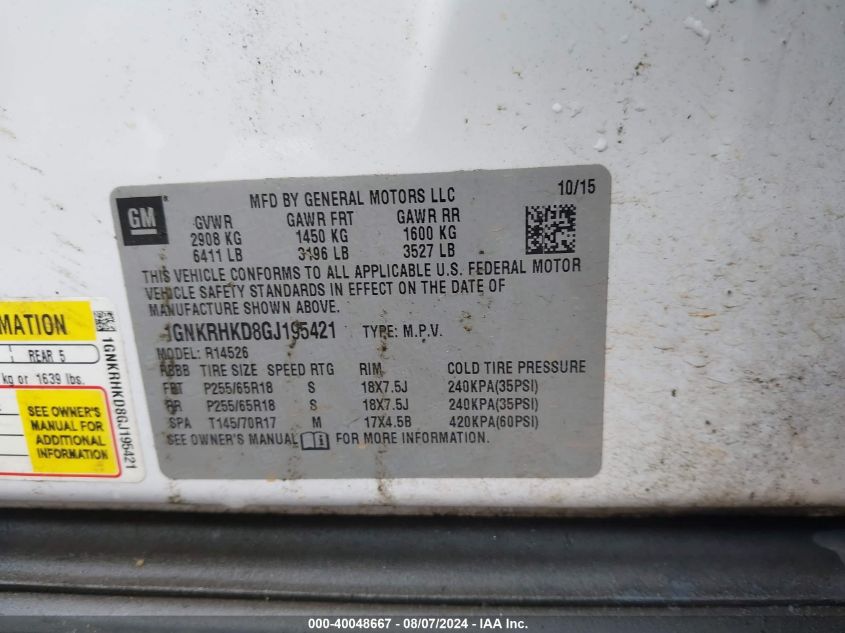 MFD BY GENERAL MOTORS LLC 10/15
GM ®
GVWR GAWR FRT GAWR RR
2908 KG 1450 KG 1600 KG
6411 LB 3196 LB 3527 LB
THIS VEHICLE CONFORMS TO ALL APPLICABLE U.S. FEDERAL MOTOR
VEHICLE SAFETY STANDARDS IN EFFECT ON THE DATE OF
MANUFACTURE SHOWN ABOVE.
1GNKRHKD8GJ195421 TYPE: M.P.V.
MODEL: R14526
RBBB TIRE SIZE SPEED RTG RIM COLD TIRE PRESSURE
FRT P255/65R18 S 18X7.5J 240KPA(35PSI)
RR P255/65R18 S 18X7.5J 240KPA(35PSI)
SPA T145/70R17 M 17X4.5B 420KPA(60PSI)
SEE OWNER'S MANUAL FOR MORE INFORMATION.
MATION
REAR 5
kg or 1639 lbs.
SEE OWNER'S
MANUAL FOR
ADDITIONAL
INFORMATION
1GNKRHKD8GJ195421
000-40048667 — 08/07/2024 — IAA Inc.